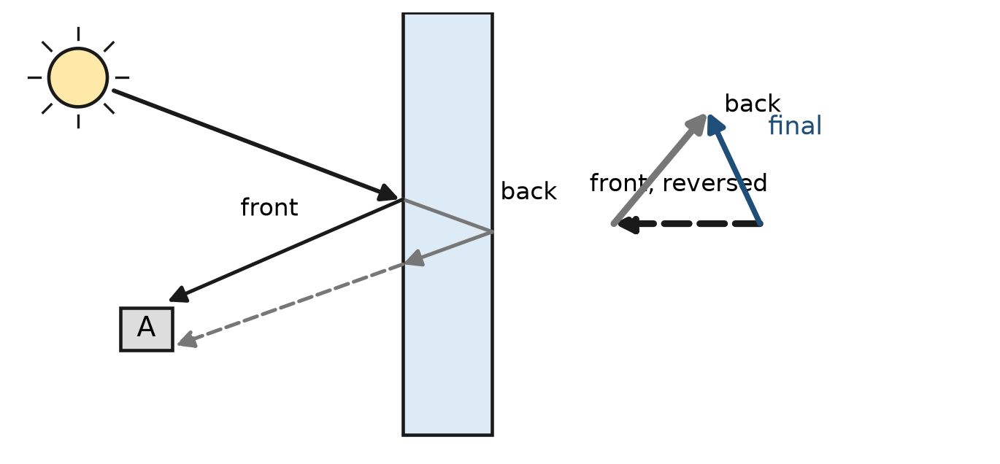 front
A
back
back
final
front, reversed